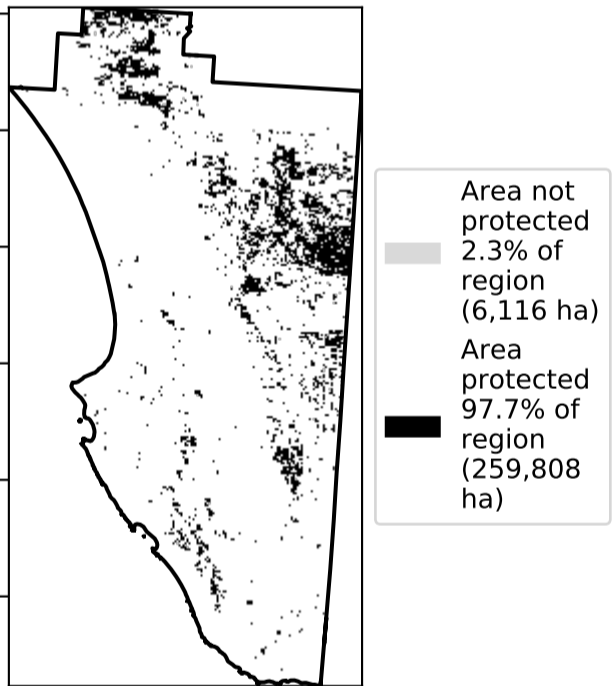 Area not
protected
2.3% of
region
(6,116 ha)
Area
protected
97.7% of
region
(259,808
ha)